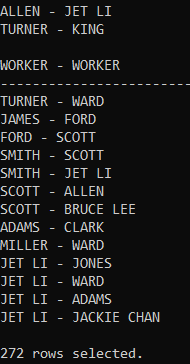 ALLEN - JET LI
TURNER - KING
WORKER - WORKER
-----------------------
TURNER - WARD
JAMES - FORD
FORD - SCOTT
SMITH - SCOTT
SMITH - JET LI
SCOTT - ALLEN
SCOTT - BRUCE LEE
ADAMS - CLARK
MILLER - WARD
JET LI - JONES
JET LI - WARD
JET LI - ADAMS
JET LI - JACKIE CHAN
272 rows selected.